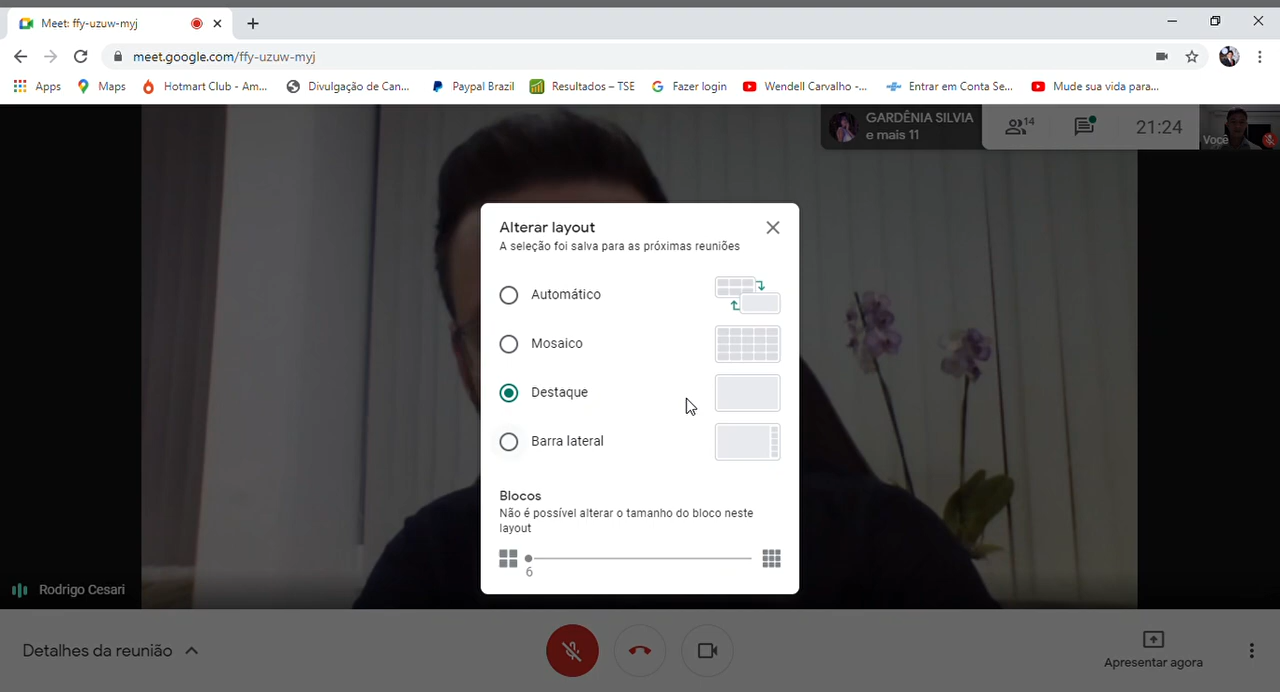 Meet: ffy-uzuw-myj
meet.google.com/ffy-uzuw-myj
Apps
Maps
Hotmart Club - Am...
Divulgação de Can...
Paypal Brazil
Resultados – TSE
Fazer login
Wendell Carvalho -...
Entrar em Conta Se...
Mude sua vida para...
GARDÊNIA SILVIA
e mais 11
14
21:24
Você
Alterar layout
A seleção foi salva para as próximas reuniões
Automático
Mosaico
Destaque
Barra lateral
Blocos
Não é possível alterar o tamanho do bloco neste
layout
6
Rodrigo Cesari
Detalhes da reunião
Apresentar agora